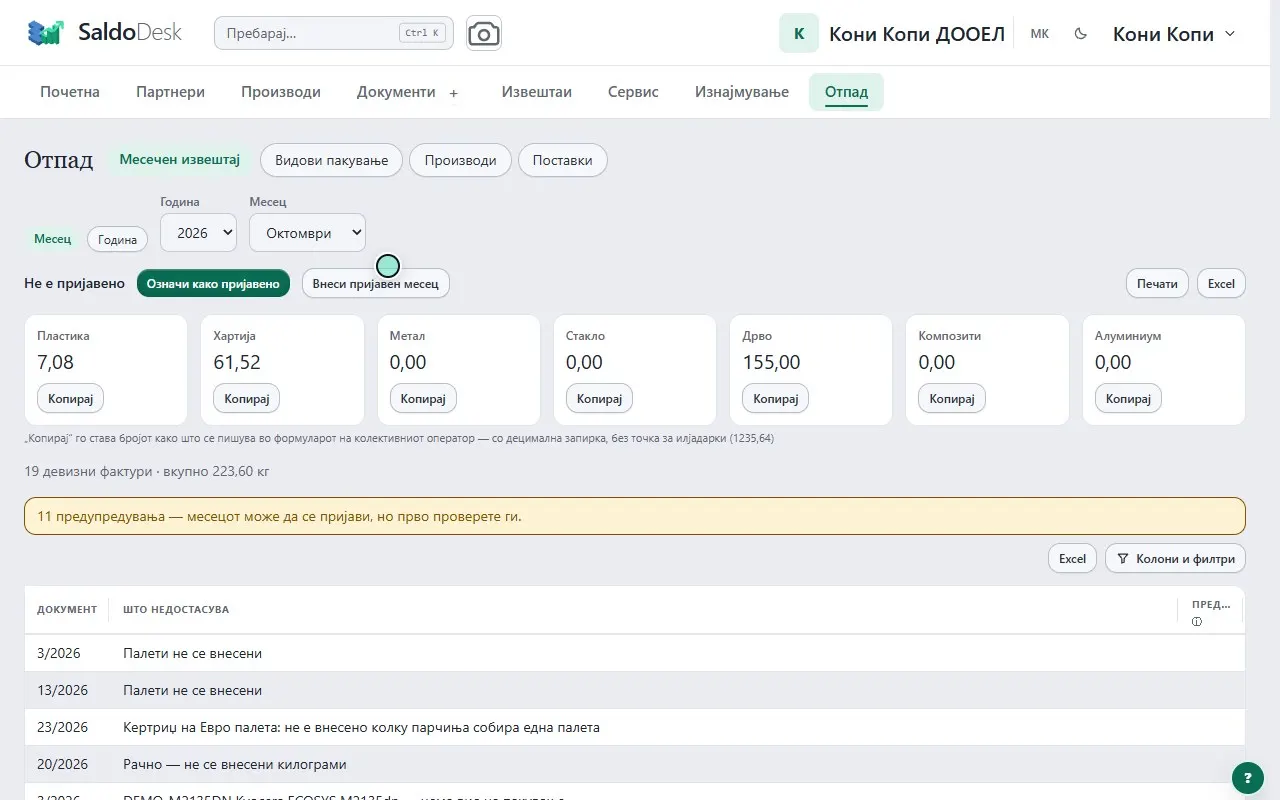 SaldoDesk
Пребарај...
Ctrl K
К
Кони Копи ДООЕЛ
МК
Кони Копи
Почетна
Партнери
Производи
Документи +
Извештаи
Сервис
Изнајмување
Отпад
Отпад
Месечен извештај
Видови пакување
Производи
Поставки
Година
Месец
Месец
Година
2026
Октомври
Не е пријавено
Означи како пријавено
Внеси пријавен месец
Печати
Excel
Пластика
7,08
Копирај
Хартија
61,52
Копирај
Метал
0,00
Копирај
Стакло
0,00
Копирај
Дрво
155,00
Копирај
Композити
0,00
Копирај
Алуминиум
0,00
Копирај
„Копирај“ го става бројот како што се пишува во формуларот на колективниот оператор — со децимална запирка, без точка за илјадарки (1235,64)
19 девизни фактури · вкупно 223,60 кг
11 предупредувања — месецот може да се пријави, но прво проверете ги.
Excel
Колони и филтри
ДОКУМЕНТ
ШТО НЕДОСТАСУВА
ПРЕД...
3/2026 Палети не се внесени
13/2026 Палети не се внесени
23/2026 Кертриџ на Евро палета: не е внесено колку парчиња собира една палета
20/2026 Рачно — не се внесени килограми
?